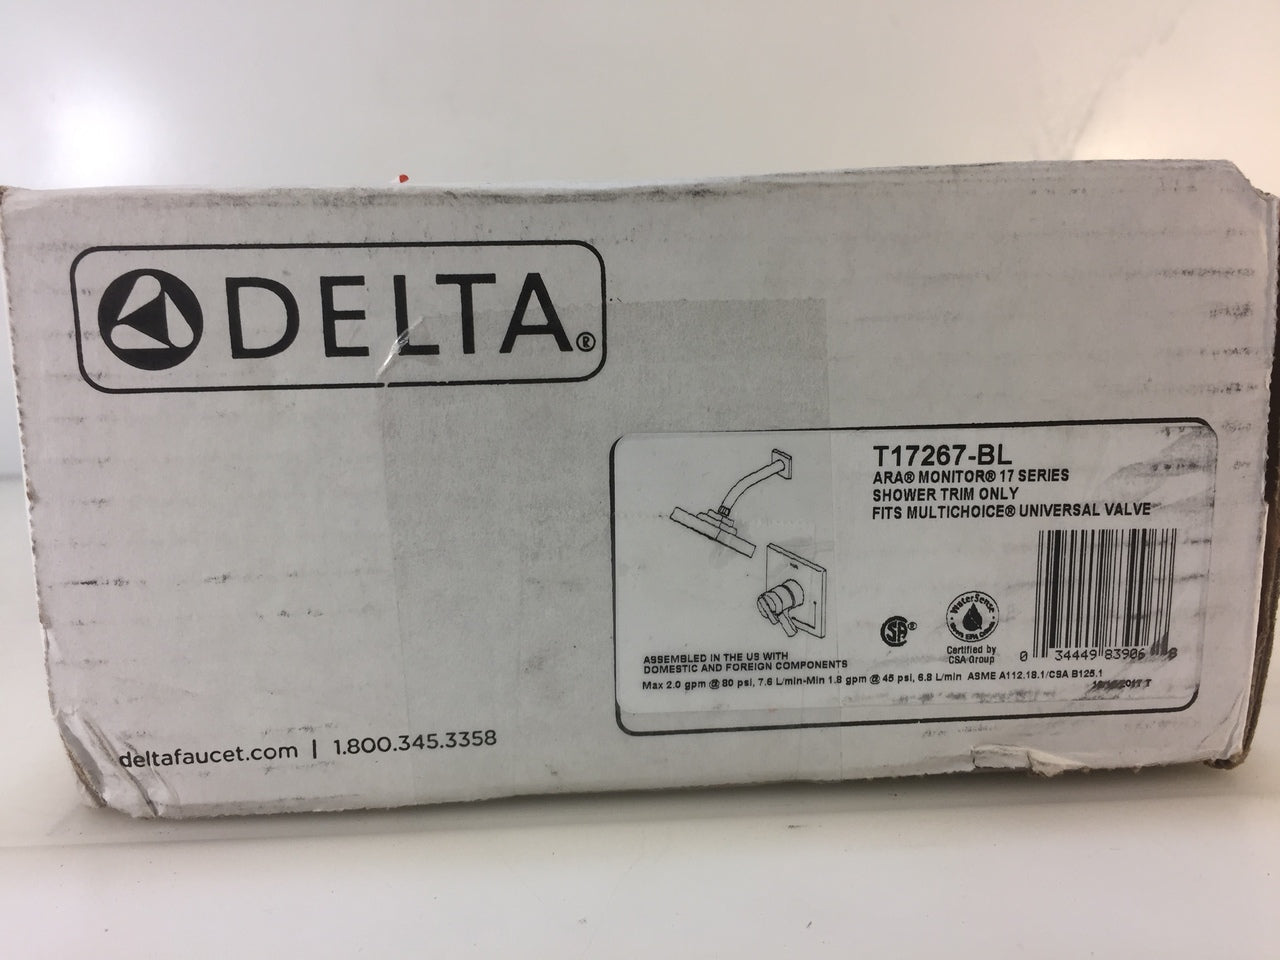 DELTA®
T17267-BL
ARA® MONITOR® 17 SERIES
SHOWER TRIM ONLY
FITS MULTICHOICE® UNIVERSAL VALVE
SA®
WaterSense
Certified by
CSA Group
0 34449 83906 8
ASSEMBLED IN THE US WITH
DOMESTIC AND FOREIGN COMPONENTS
Max 2.0 gpm @ 80 psi, 7.6 L/min-Min 1.8 gpm @ 45 psi, 6.8 L/min ASME A112.18.1/CSA B125.1
deltafaucet.com | 1.800.345.3358